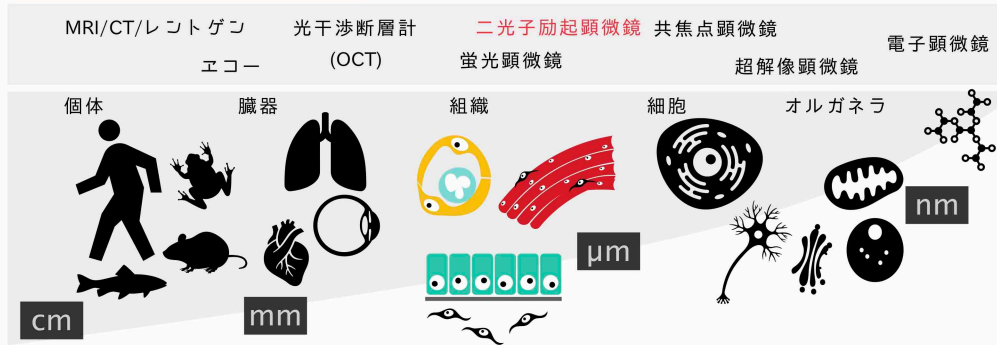 MRI/CT/レントゲン
エコー
光干渉断層計
(OCT)
二光子励起顕微鏡
蛍光顕微鏡
共焦点顕微鏡
超解像顕微鏡
電子顕微鏡
個体
臓器
組織
細胞
オルガネラ
cm
mm
µm
nm